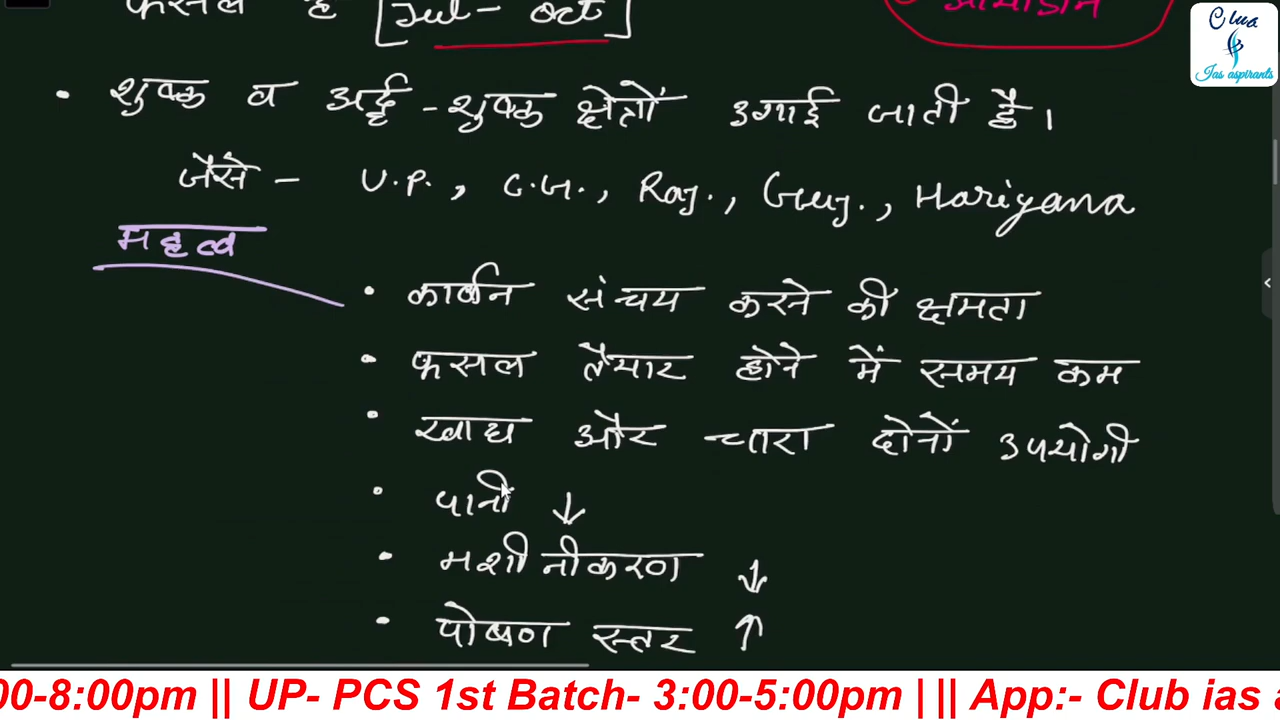 फसल है [Jul- Oct]
Club
Ias aspirants
• शुष्क व अर्द्ध-शुष्क क्षेत्रों उगाई जाती है।
जैसे - U.P., C.G., Raj., Guj., Hariyana
महत्व
• कार्बन संचय करने की क्षमता
• फसल तैयार होने में समय कम
• खाद्य और चारा दोनों उपयोगी
• पानी ↓
• मशीनीकरण ↓
• पोषण स्तर ↑
00-8:00pm || UP- PCS 1st Batch- 3:00-5:00pm | || App:- Club ias